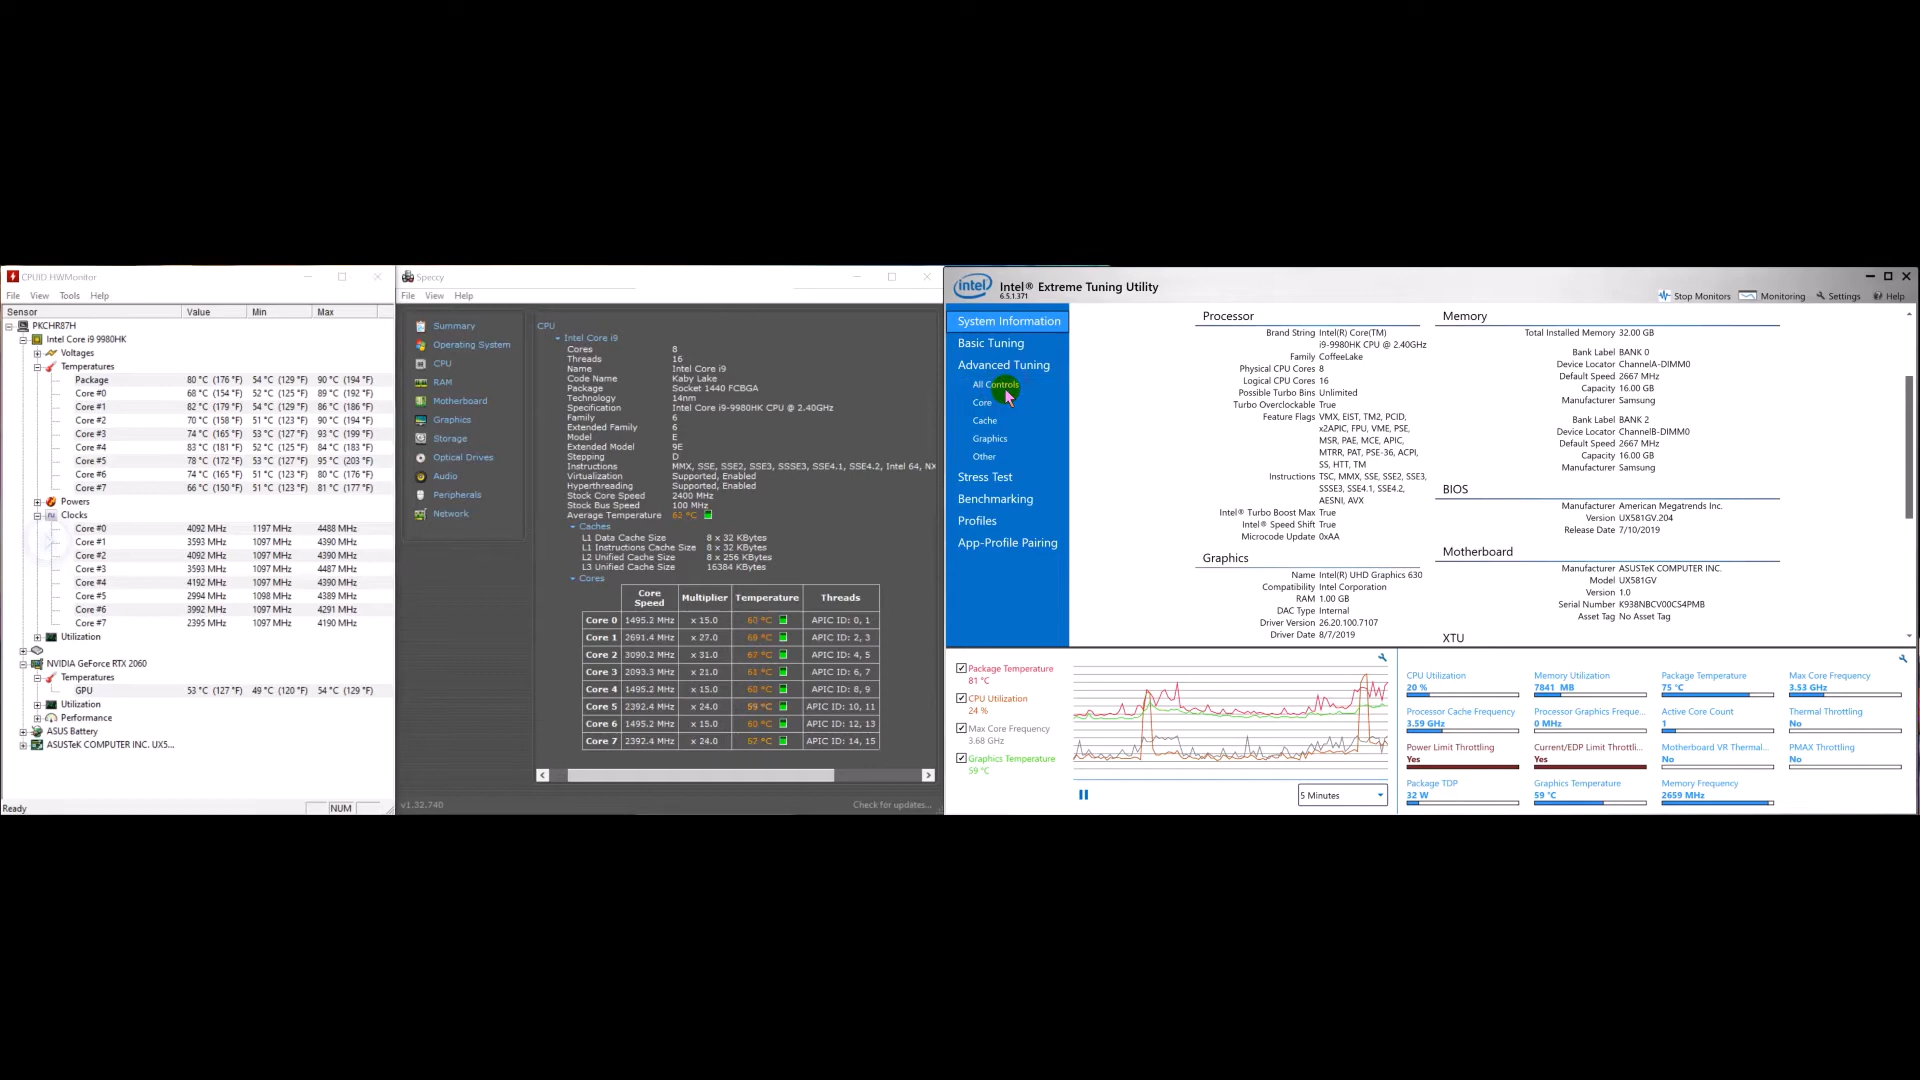 CPUID HWMonitor
File View Tools Help
Sensor Value Min Max
PKCHR87H
Intel Core i9 9980HK
Voltages
Temperatures
Package 80 °C (176 °F) 54 °C (129 °F) 90 °C (194 °F)
Core #0 68 °C (154 °F) 52 °C (125 °F) 89 °C (192 °F)
Core #1 82 °C (179 °F) 54 °C (129 °F) 86 °C (186 °F)
Core #2 70 °C (158 °F) 51 °C (123 °F) 90 °C (194 °F)
Core #3 74 °C (165 °F) 53 °C (127 °F) 93 °C (199 °F)
Core #4 83 °C (181 °F) 52 °C (125 °F) 84 °C (183 °F)
Core #5 78 °C (172 °F) 53 °C (127 °F) 95 °C (203 °F)
Core #6 74 °C (165 °F) 51 °C (123 °F) 80 °C (176 °F)
Core #7 66 °C (150 °F) 51 °C (123 °F) 81 °C (177 °F)
Powers
Clocks
Core #0 4092 MHz 1197 MHz 4488 MHz
Core #1 3593 MHz 1097 MHz 4390 MHz
Core #2 4092 MHz 1097 MHz 4390 MHz
Core #3 3593 MHz 1097 MHz 4487 MHz
Core #4 4192 MHz 1097 MHz 4390 MHz
Core #5 2994 MHz 1098 MHz 4389 MHz
Core #6 3992 MHz 1097 MHz 4291 MHz
Core #7 2395 MHz 1097 MHz 4190 MHz
Utilization
NVIDIA GeForce RTX 2060
Temperatures
GPU 53 °C (127 °F) 49 °C (120 °F) 54 °C (129 °F)
Utilization
Performance
ASUS Battery
ASUSTeK COMPUTER INC. UX5...
Ready NUM
Speccy
File View Help
Summary
Operating System
CPU
RAM
Motherboard
Graphics
Storage
Optical Drives
Audio
Peripherals
Network
CPU
Intel Core i9
Cores 8
Threads 16
Name Intel Core i9
Code Name Kaby Lake
Package Socket 1440 FCBGA
Technology 14nm
Specification Intel Core i9-9980HK CPU @ 2.40GHz
Family 6
Extended Family 6
Model E
Extended Model 9E
Stepping D
Instructions MMX, SSE, SSE2, SSE3, SSSE3, SSE4.1, SSE4.2, Intel 64, NX
Virtualization Supported, Enabled
Hyperthreading Supported, Enabled
Stock Core Speed 2400 MHz
Stock Bus Speed 100 MHz
Average Temperature
Caches
L1 Data Cache Size 8 x 32 KBytes
L1 Instructions Cache Size 8 x 32 KBytes
L2 Unified Cache Size 8 x 256 KBytes
L3 Unified Cache Size 16384 KBytes
Cores
Core Speed Multiplier Temperature Threads
Core 0 1495.2 MHz x 15.0 APIC ID: 0, 1
Core 1 2691.4 MHz x 27.0 APIC ID: 2, 3
Core 2 3090.2 MHz x 31.0 APIC ID: 4, 5
Core 3 2093.3 MHz x 21.0 APIC ID: 6, 7
Core 4 1495.2 MHz x 15.0 APIC ID: 8, 9
Core 5 2392.4 MHz x 24.0 59 °C APIC ID: 10, 11
Core 6 1495.2 MHz x 15.0 APIC ID: 12, 13
Core 7 2392.4 MHz x 24.0 APIC ID: 14, 15
v1.32.740 Check for updates...
intel Intel® Extreme Tuning Utility
6.5.1.371
Stop Monitors Monitoring Settings Help
System Information
Basic Tuning
Advanced Tuning
All Controls
Core
Cache
Graphics
Other
Stress Test
Benchmarking
Profiles
App-Profile Pairing
Processor
Brand String Intel(R) Core(TM)
i9-9980HK CPU @ 2.40GHz
Family CoffeeLake
Physical CPU Cores 8
Logical CPU Cores 16
Possible Turbo Bins Unlimited
Turbo Overclockable True
Feature Flags VMX, EIST, TM2, PCID,
x2APIC, FPU, VME, PSE,
MSR, PAE, MCE, APIC,
MTRR, PAT, PSE-36, ACPI,
SS, HTT, TM
Instructions TSC, MMX, SSE, SSE2, SSE3,
SSSE3, SSE4.1, SSE4.2,
AESNI, AVX
Intel® Turbo Boost Max True
Intel® Speed Shift True
Microcode Update 0xAA
Graphics
Name Intel(R) UHD Graphics 630
Compatibility Intel Corporation
RAM 1.00 GB
DAC Type Internal
Driver Version 26.20.100.7107
Driver Date 8/7/2019
Memory
Total Installed Memory 32.00 GB
Bank Label BANK 0
Device Locator ChannelA-DIMM0
Default Speed 2667 MHz
Capacity 16.00 GB
Manufacturer Samsung
Bank Label BANK 2
Device Locator ChannelB-DIMM0
Default Speed 2667 MHz
Capacity 16.00 GB
Manufacturer Samsung
BIOS
Manufacturer American Megatrends Inc.
Version UX581GV.204
Release Date 7/10/2019
Motherboard
Manufacturer ASUSTeK COMPUTER INC.
Model UX581GV
Version 1.0
Serial Number K938NBCV00CS4PMB
Asset Tag No Asset Tag
XTU
Package Temperature
81 °C
CPU Utilization
24 %
Max Core Frequency
3.68 GHz
Graphics Temperature
59 °C
5 Minutes
CPU Utilization Memory Utilization Package Temperature Max Core Frequency
20 % 7841 MB 75 °C 3.53 GHz
Processor Cache Frequency Processor Graphics Freque... Active Core Count Thermal Throttling
3.59 GHz 0 MHz 1 No
Power Limit Throttling Current/EDP Limit Throttli... Motherboard VR Thermal... PMAX Throttling
Yes Yes No No
Package TDP Graphics Temperature Memory Frequency
32 W 59 °C 2659 MHz